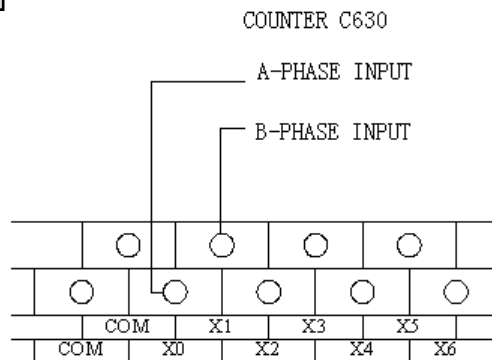 COUNTER C630
A-PHASE INPUT
B-PHASE INPUT
COM X1 X3 X5
COM X0 X2 X4 X6